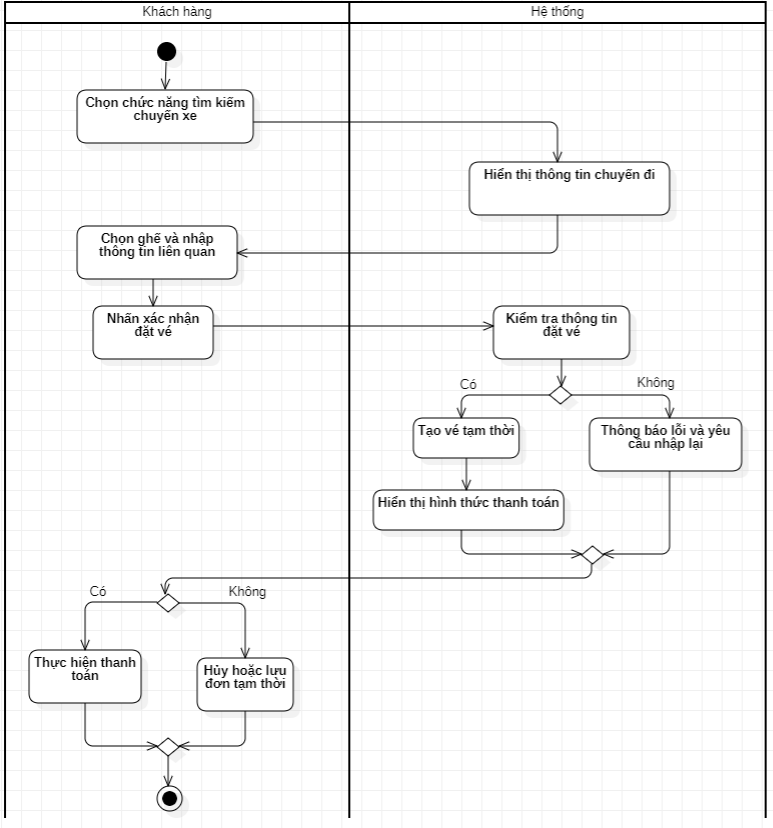 Khách hàng
Hệ thống
Chọn chức năng tìm kiếm
chuyến xe
Hiển thị thông tin chuyến đi
Chọn ghế và nhập
thông tin liên quan
Nhấn xác nhận
đặt vé
Kiểm tra thông tin
đặt vé
Có
Không
Tạo vé tạm thời
Thông báo lỗi và yêu
cầu nhập lại
Hiển thị hình thức thanh toán
Có
Không
Thực hiện thanh
toán
Hủy hoặc lưu
đơn tạm thời